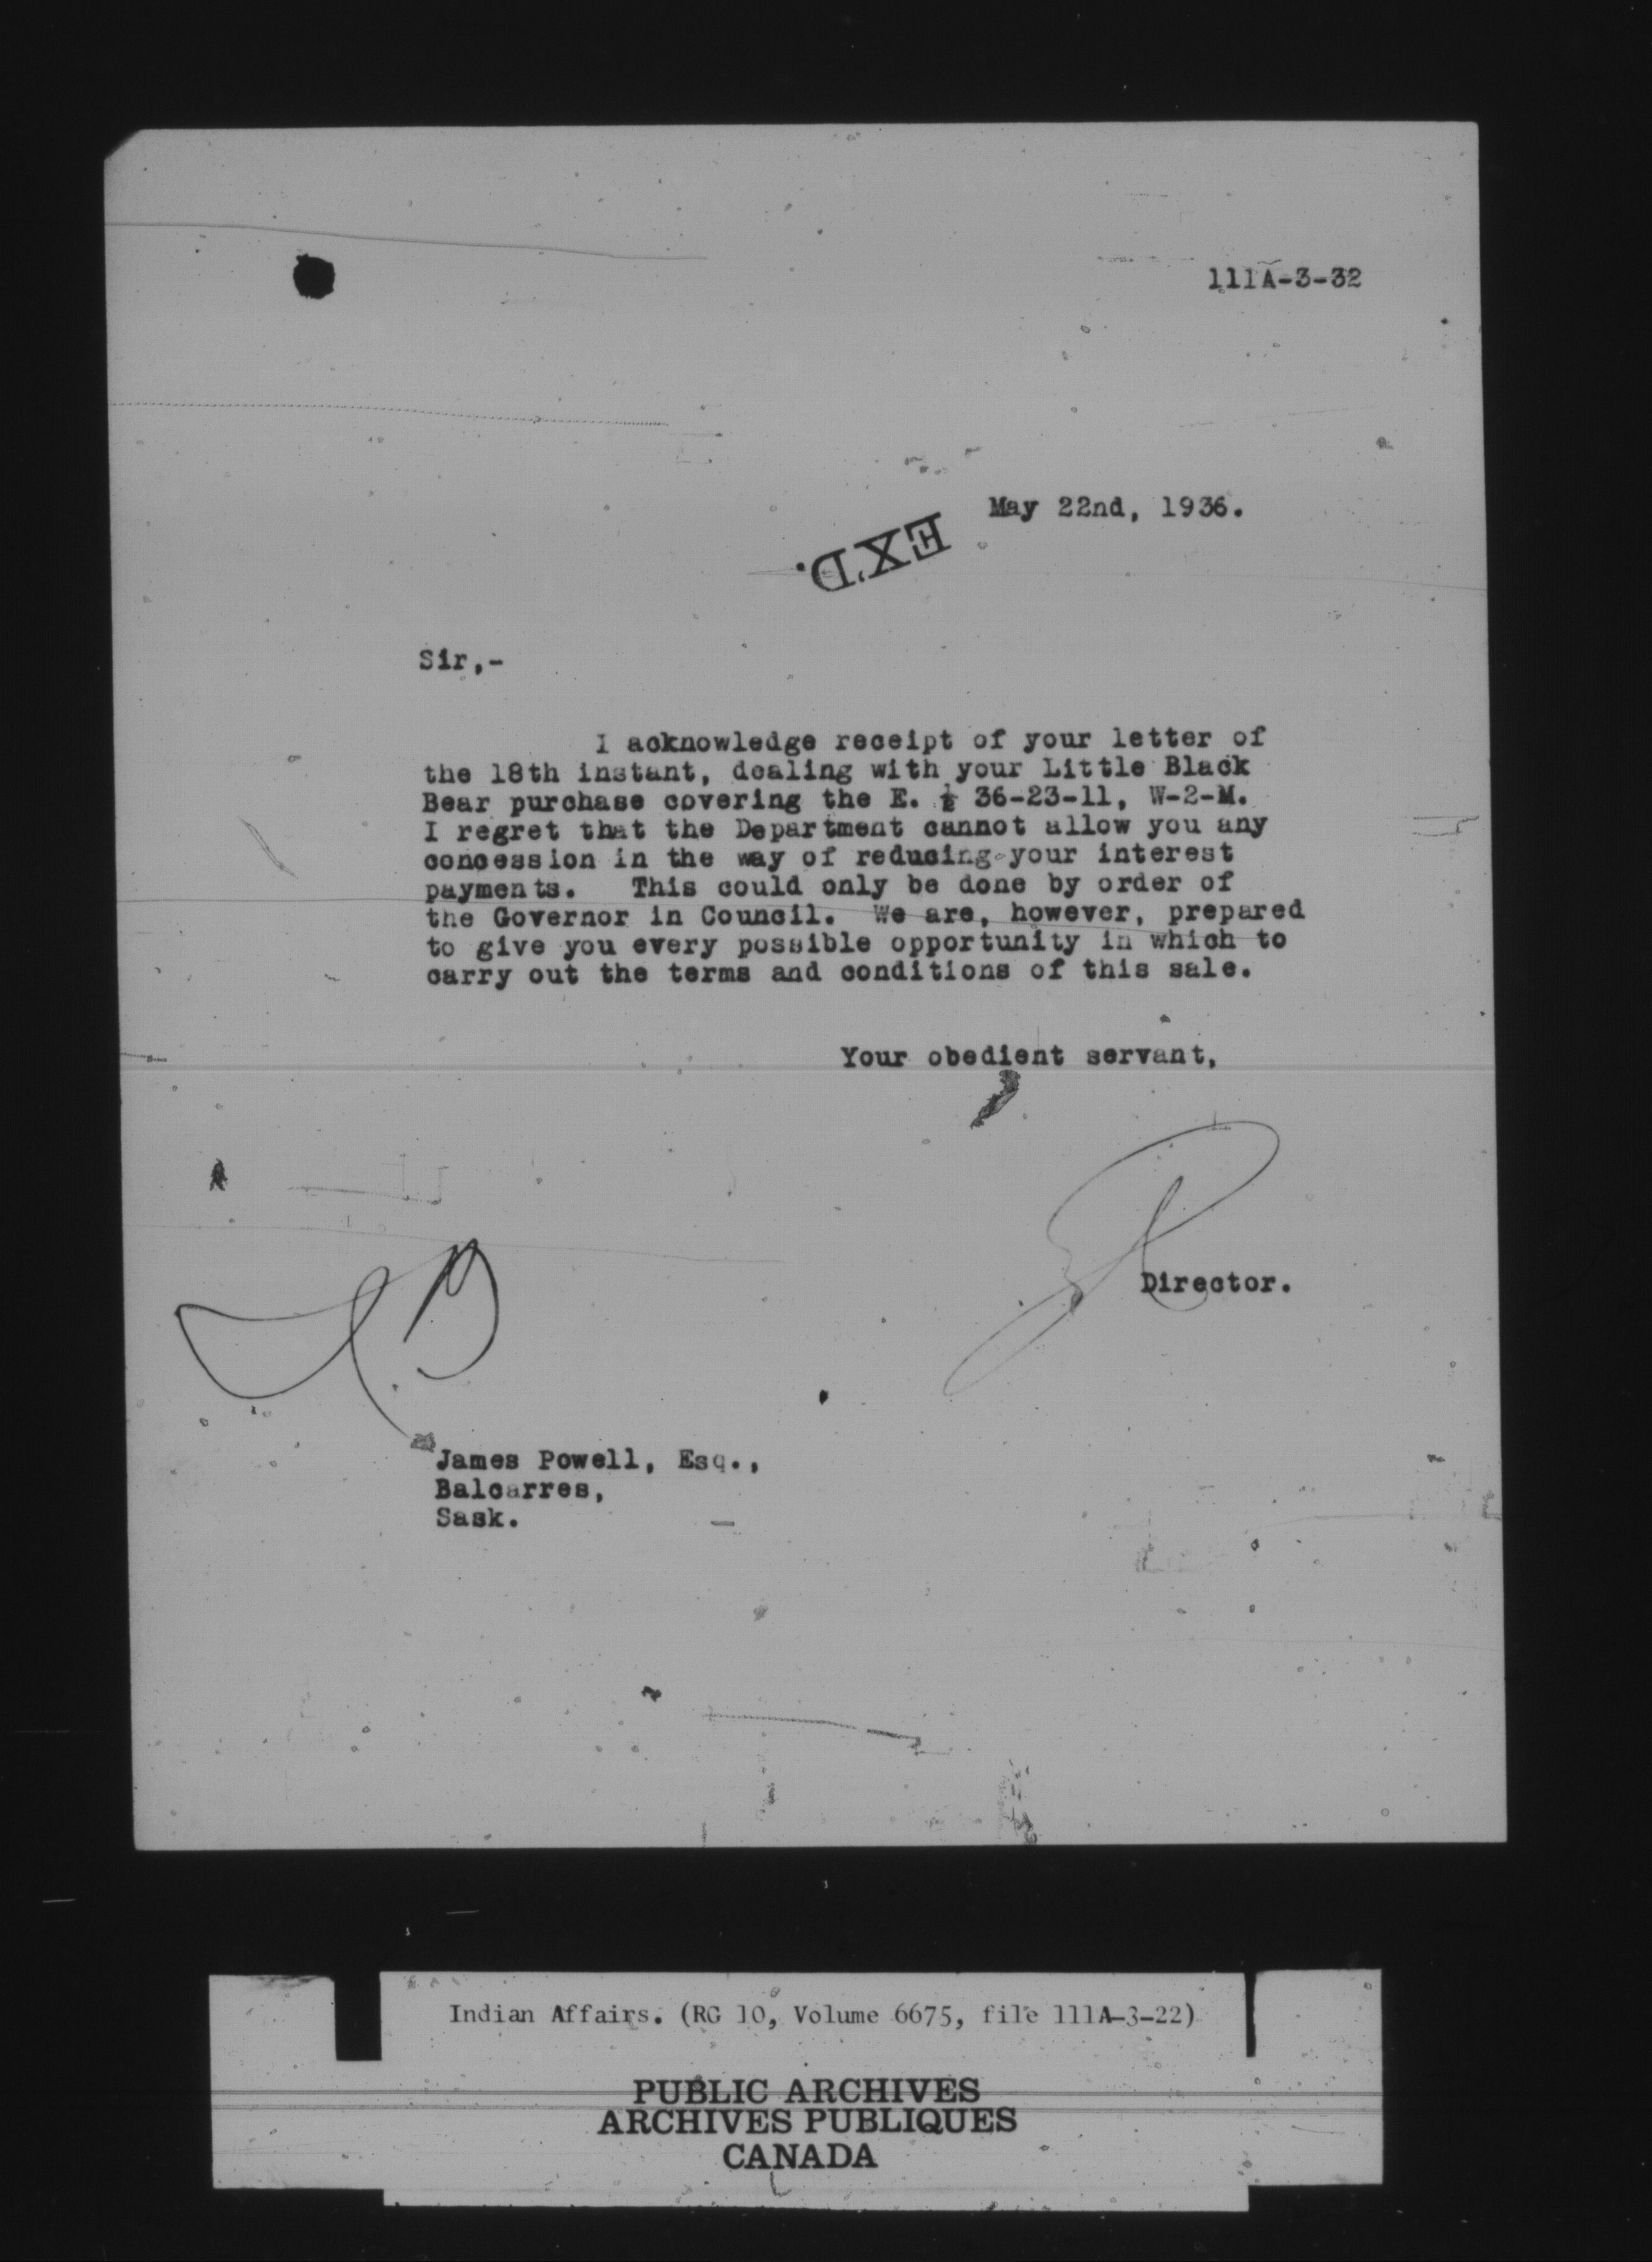 111A-3-32
May 22nd, 1936.
EX'D.
Sir,-
I acknowledge receipt of your letter of
the 18th instant, dealing with your Little Black
Bear purchase covering the E. ½ 36-23-11, W-2-M.
I regret that the Department cannot allow you any
concession in the way of reducing your interest
payments. This could only be done by order of
the Governor in Council. We are, however, prepared
to give you every possible opportunity in which to
carry out the terms and conditions of this sale.
Your obedient servant,
Director.
James Powell, Esq.,
Balcarres,
Sask.
Indian Affairs. (RG 10, Volume 6675, file 111A-3-22)
PUBLIC ARCHIVES
ARCHIVES PUBLIQUES
CANADA